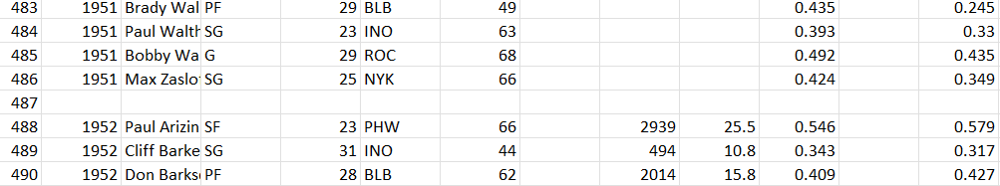 483 1951 Brady Wal PF 29 BLB 49 0.435 0.245
484 1951 Paul Walth SG 23 INO 63 0.393 0.33
485 1951 Bobby Wa G 29 ROC 68 0.492 0.435
486 1951 Max Zaslo SG 25 NYK 66 0.424 0.349
487
488 1952 Paul Arizin SF 23 PHW 66 2939 25.5 0.546 0.579
489 1952 Cliff Barke SG 31 INO 44 494 10.8 0.343 0.317
490 1952 Don Barks PF 28 BLB 62 2014 15.8 0.409 0.427